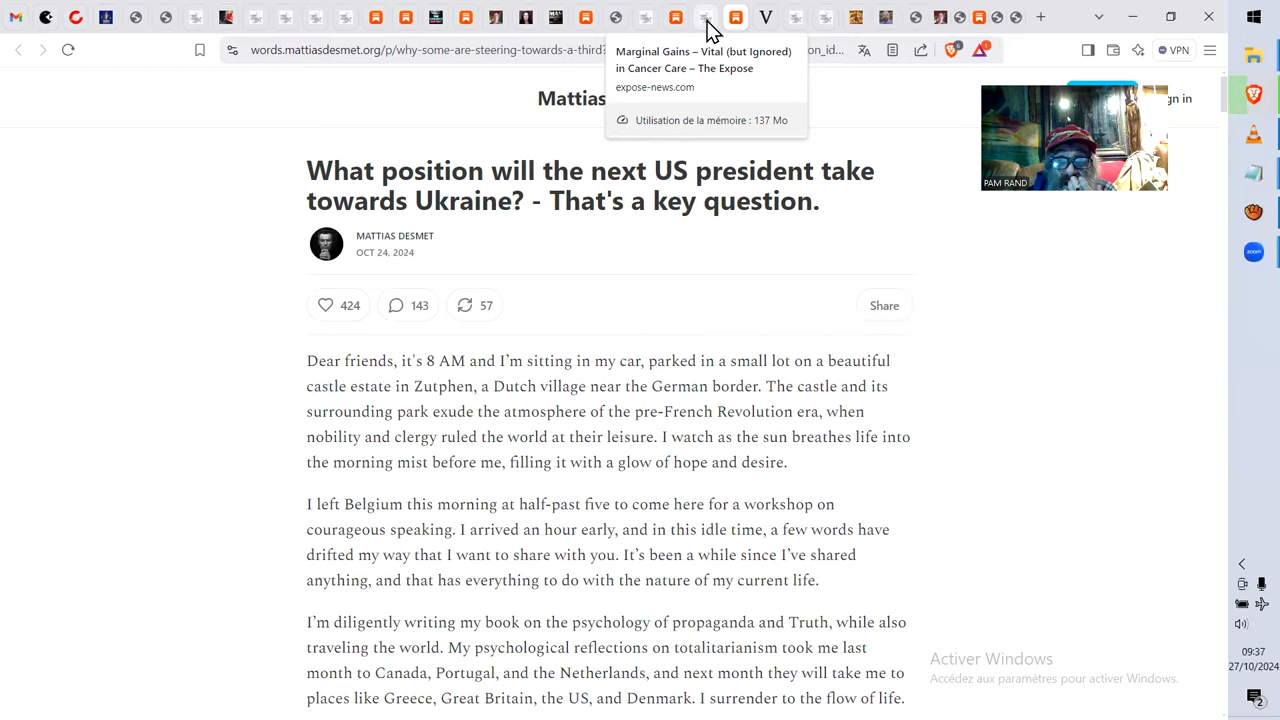 words.mattiasdesmet.org/p/why-some-are-steering-towards-a-third?
on_id...
VPN
Marginal Gains – Vital (but Ignored)
in Cancer Care – The Expose
expose-news.com
Utilisation de la mémoire : 137 Mo
Mattias
gn in
PAM RAND
What position will the next US president take
towards Ukraine? - That's a key question.
MATTIAS DESMET
OCT 24, 2024
424
143
57
Share
Dear friends, it's 8 AM and I'm sitting in my car, parked in a small lot on a beautiful
castle estate in Zutphen, a Dutch village near the German border. The castle and its
surrounding park exude the atmosphere of the pre-French Revolution era, when
nobility and clergy ruled the world at their leisure. I watch as the sun breathes life into
the morning mist before me, filling it with a glow of hope and desire.
I left Belgium this morning at half-past five to come here for a workshop on
courageous speaking. I arrived an hour early, and in this idle time, a few words have
drifted my way that I want to share with you. It's been a while since I've shared
anything, and that has everything to do with the nature of my current life.
I'm diligently writing my book on the psychology of propaganda and Truth, while also
traveling the world. My psychological reflections on totalitarianism took me last
month to Canada, Portugal, and the Netherlands, and next month they will take me to
places like Greece, Great Britain, the US, and Denmark. I surrender to the flow of life.
Activer Windows
Accédez aux paramètres pour activer Windows.
zoom
09:37
27/10/2024
2